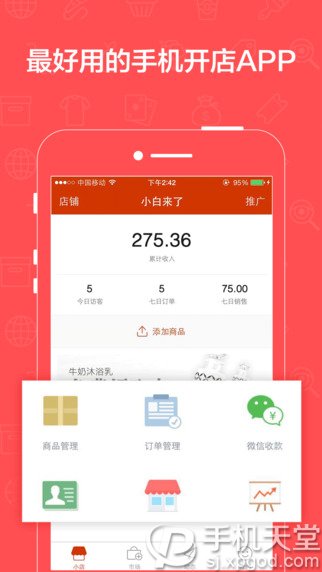 最好用的手机开店APP
中国移动
下午2:42
95%
店铺
小白来了
推广
275.36
累计收入
5
5
75.00
今日访客
七日订单
七日销售
添加商品
牛奶沐浴乳
商品管理
订单管理
微信收款
小店
市场
手机天堂
sjxpgod.com